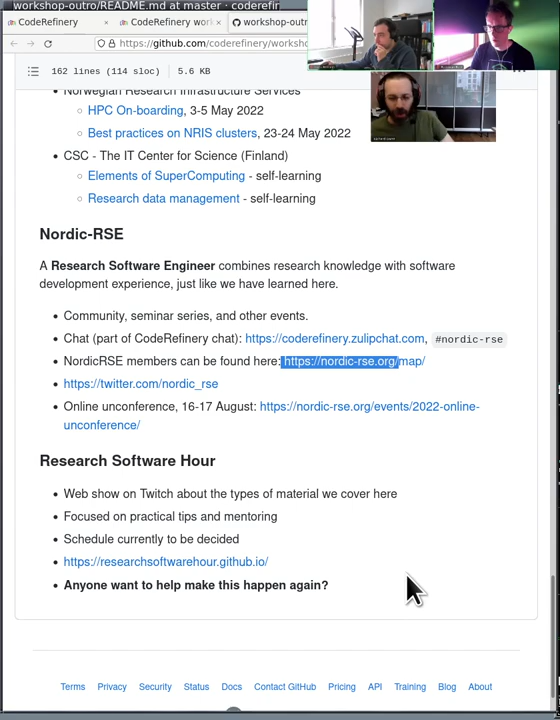 workshop-outro/README.md at master · coderefir
CodeRefinery
CodeRefinery wor
workshop-outr
https://github.com/coderefinery/worksho
162 lines (114 sloc) 5.6 KB
Norwegian Research Infrastructure Services
HPC On-boarding, 3-5 May 2022
Best practices on NRIS clusters, 23-24 May 2022
CSC - The IT Center for Science (Finland)
Elements of SuperComputing - self-learning
Research data management - self-learning
Nordic-RSE
A Research Software Engineer combines research knowledge with software
development experience, just like we have learned here.
Community, seminar series, and other events.
Chat (part of CodeRefinery chat): https://coderefinery.zulipchat.com, #nordic-rse
NordicRSE members can be found here: https://nordic-rse.org/map/
https://twitter.com/nordic_rse
Online unconference, 16-17 August: https://nordic-rse.org/events/2022-online-
unconference/
Research Software Hour
Web show on Twitch about the types of material we cover here
Focused on practical tips and mentoring
Schedule currently to be decided
https://researchsoftwarehour.github.io/
Anyone want to help make this happen again?
Terms Privacy Security Status Docs Contact GitHub Pricing API Training Blog About